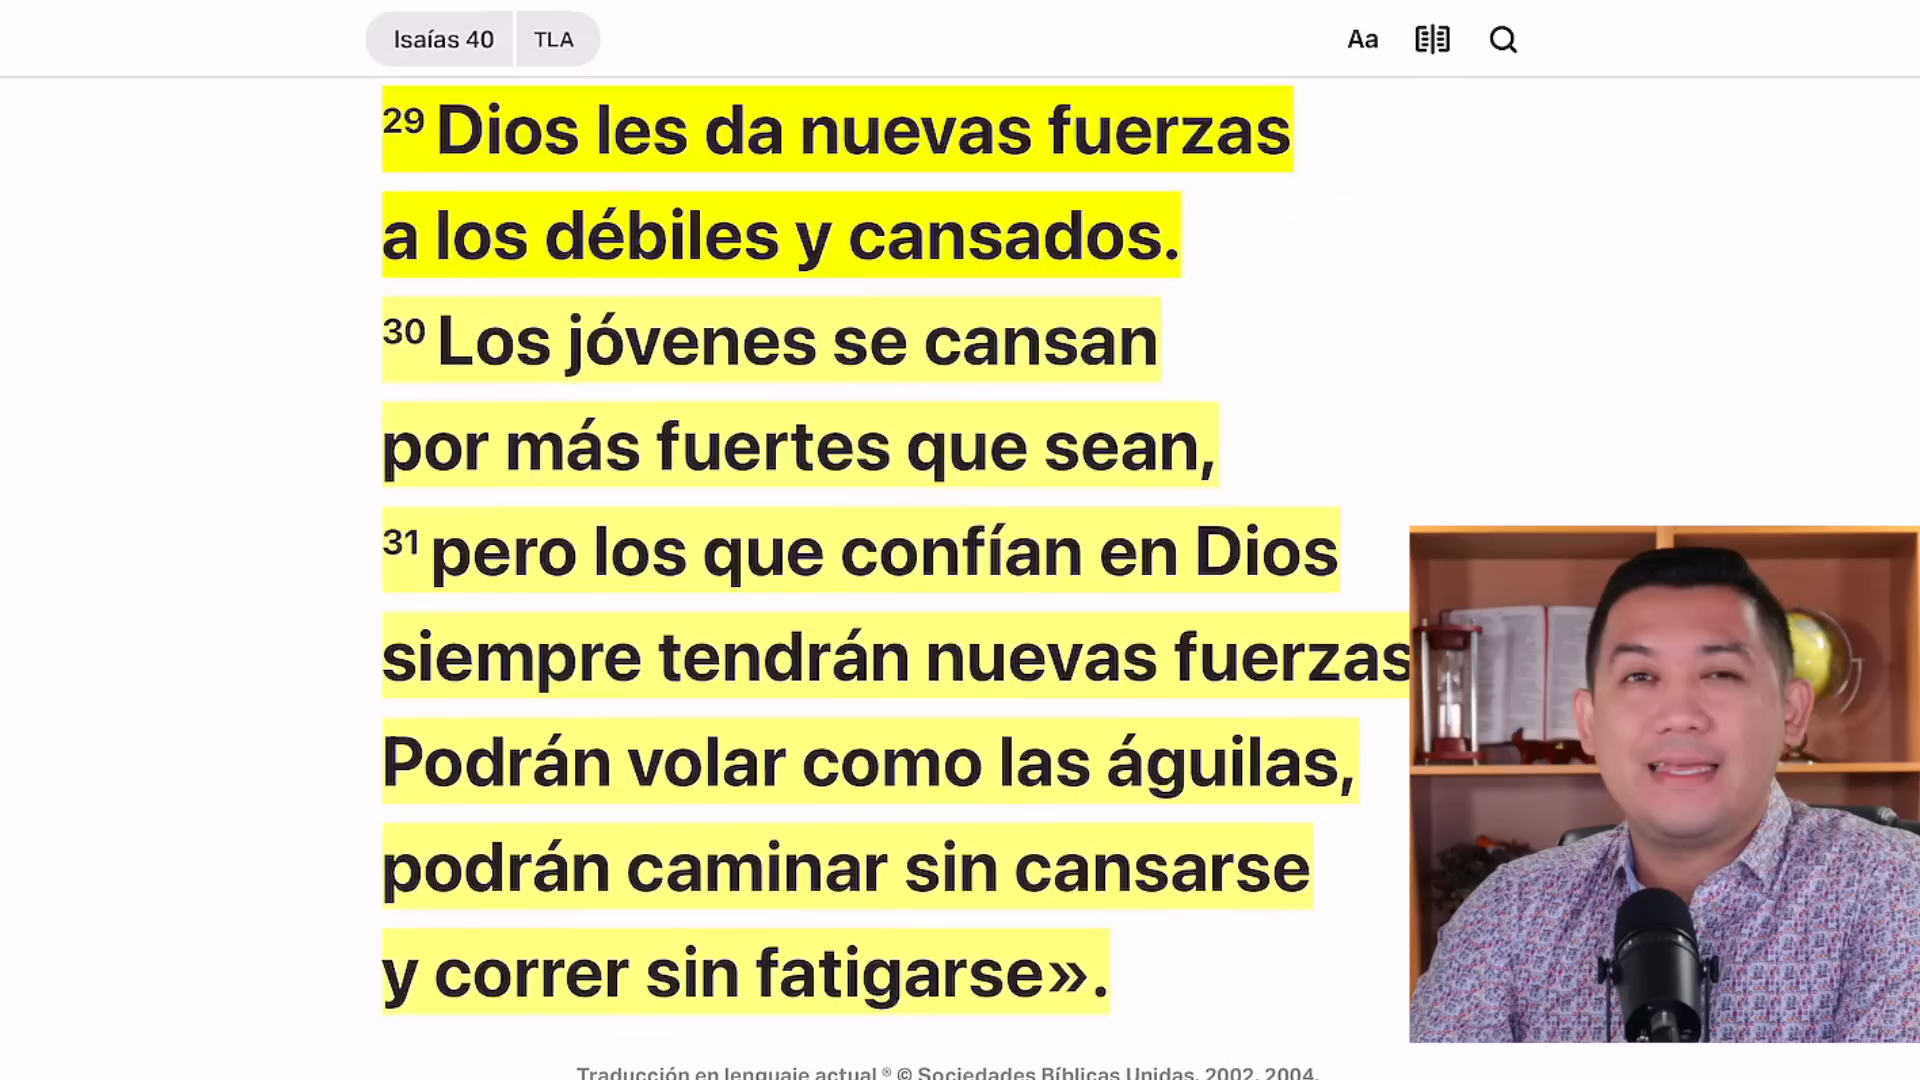 Isaías 40 TLA Aa
29 Dios les da nuevas fuerzas
a los débiles y cansados.
30 Los jóvenes se cansan
por más fuertes que sean,
31 pero los que confían en Dios
siempre tendrán nuevas fuerzas
Podrán volar como las águilas,
podrán caminar sin cansarse
y correr sin fatigarse».
Traducción en lenguaje actual ® © Sociedades Bíblicas Unidas, 2002, 2004.